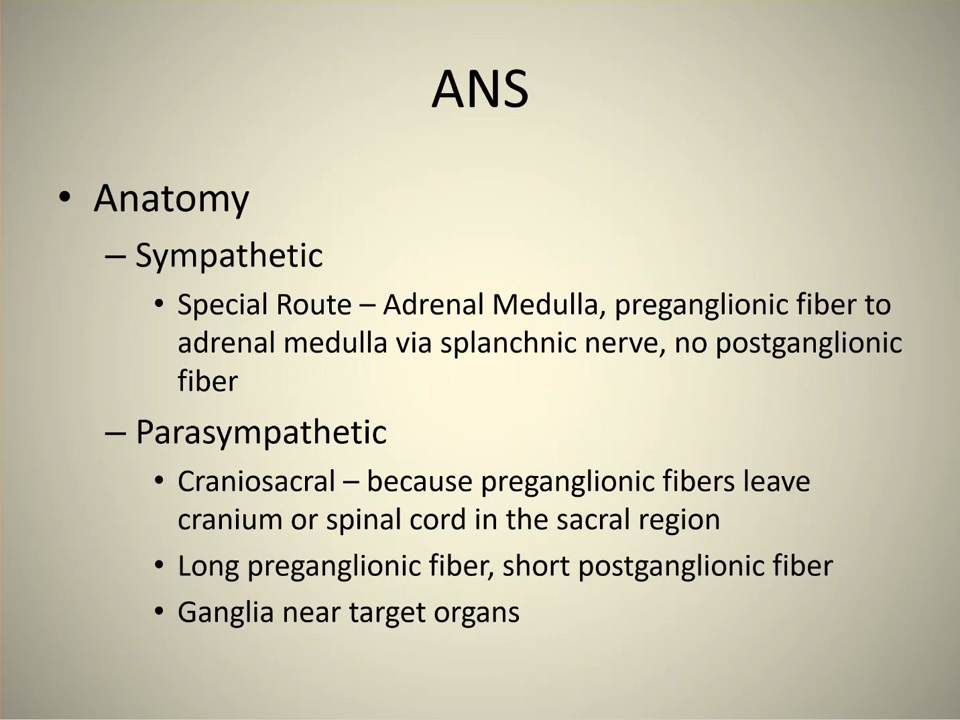 ANS
• Anatomy
– Sympathetic
• Special Route – Adrenal Medulla, preganglionic fiber to
adrenal medulla via splanchnic nerve, no postganglionic
fiber
– Parasympathetic
• Craniosacral – because preganglionic fibers leave
cranium or spinal cord in the sacral region
• Long preganglionic fiber, short postganglionic fiber
• Ganglia near target organs